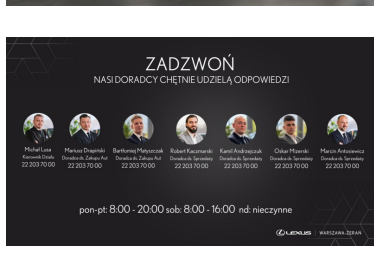 ZADZWOŃ
NASI DORADCY CHĘTNIE UDZIELĄ ODPOWIEDZI
Michał Lusa
Kierownik Działu
22 203 70 00
Mariusz Drapiński
Doradca ds. Zakupu Aut
22 203 70 00
Bartłomiej Matyszczak
Doradca ds. Zakupu Aut
22 203 70 00
Robert Kaczmarski
Doradca ds. Sprzedaży
22 203 70 00
Kamil Andrzejczuk
Doradca ds. Sprzedaży
22 203 70 00
Oskar Mizerski
Doradca ds. Sprzedaży
22 203 70 00
Marcin Antosiewicz
Doradca ds. Sprzedaży
22 203 70 00
pon-pt: 8:00 - 20:00 sob: 8:00 - 16:00 nd: nieczynne
LEXUS | WARSZAWA-ŻERAŃ